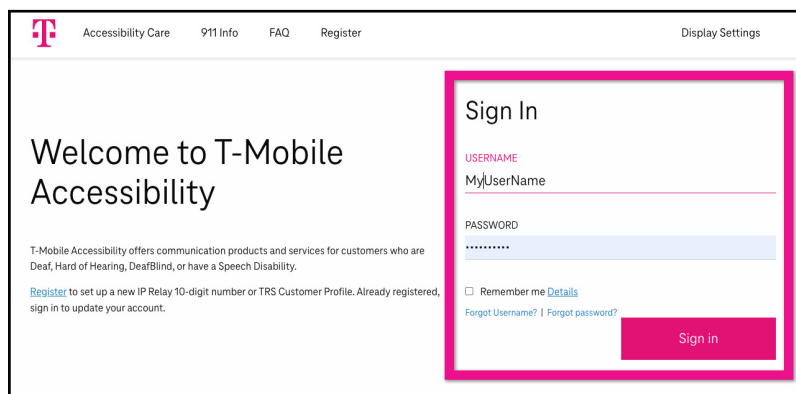 T Accessibility Care 911 Info FAQ Register Display Settings
Welcome to T-Mobile
Accessibility
T-Mobile Accessibility offers communication products and services for customers who are
Deaf, Hard of Hearing, DeafBlind, or have a Speech Disability.
Register to set up a new IP Relay 10-digit number or TRS Customer Profile. Already registered,
sign in to update your account.
Sign In
USERNAME
MyUserName
PASSWORD
••••••••••
Remember me Details
Forgot Username? | Forgot password?
Sign in